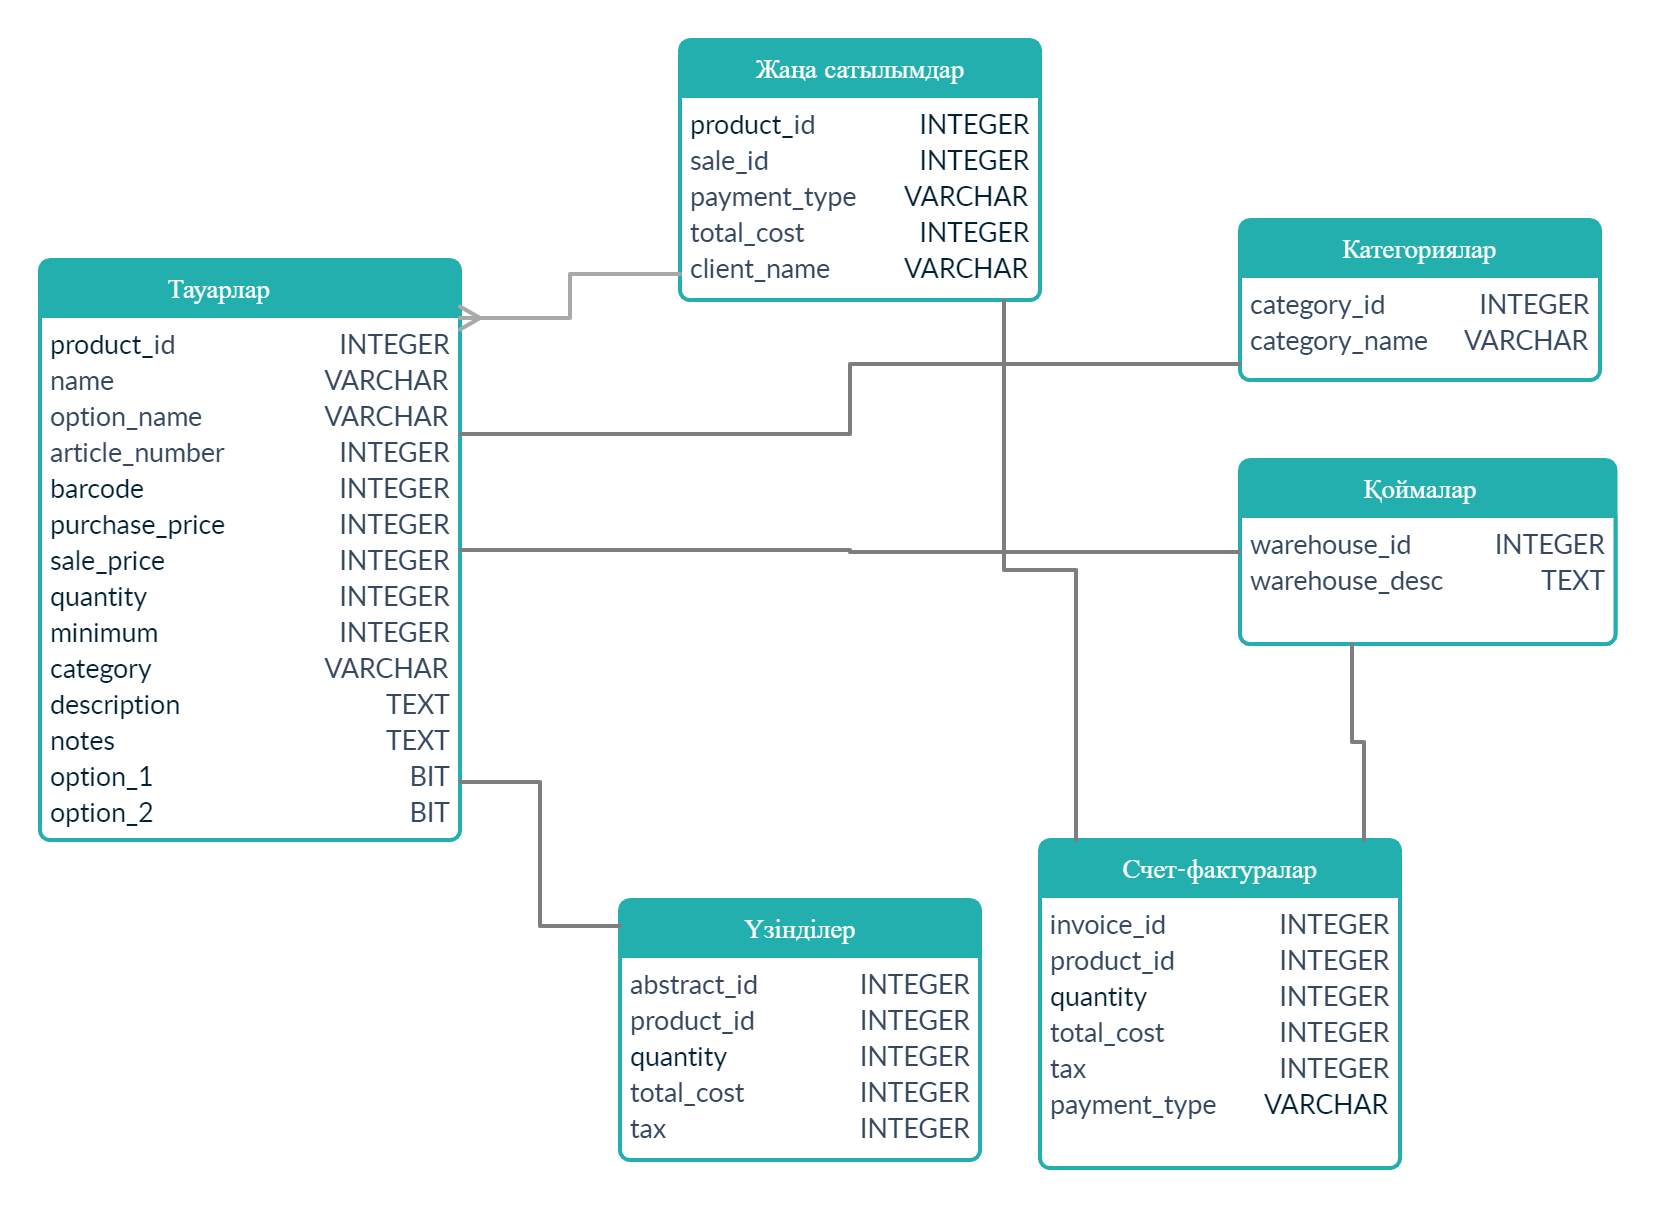 Жаңа сатылымдар
product_id INTEGER
sale_id INTEGER
payment_type VARCHAR
total_cost INTEGER
client_name VARCHAR
Категориялар
category_id INTEGER
category_name VARCHAR
Тауарлар
product_id INTEGER
name VARCHAR
option_name VARCHAR
article_number INTEGER
barcode INTEGER
purchase_price INTEGER
sale_price INTEGER
quantity INTEGER
minimum INTEGER
category VARCHAR
description TEXT
notes TEXT
option_1 BIT
option_2 BIT
Қоймалар
warehouse_id INTEGER
warehouse_desc TEXT
Үзінділер
abstract_id INTEGER
product_id INTEGER
quantity INTEGER
total_cost INTEGER
tax INTEGER
Счет-фактуралар
invoice_id INTEGER
product_id INTEGER
quantity INTEGER
total_cost INTEGER
tax INTEGER
payment_type VARCHAR